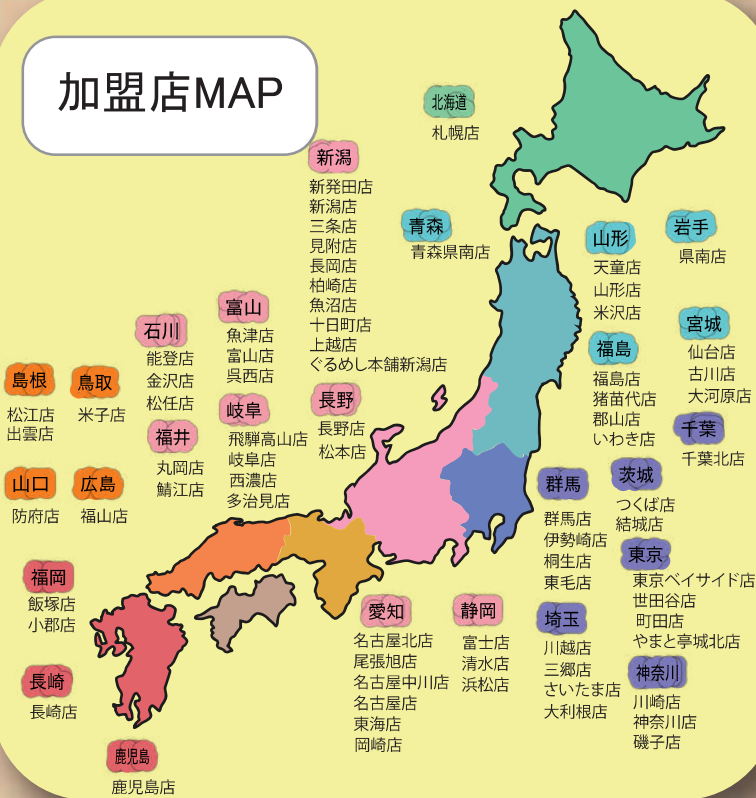 加盟店MAP
北海道
札幌店
新潟
新発田店
新潟店
三条店
見附店
長岡店
柏崎店
魚沼店
十日町店
上越店
ぐるめし本舗新潟店
青森
青森県南店
山形
天童店
山形店
米沢店
岩手
県南店
宮城
仙台店
古川店
大河原店
福島
福島店
猪苗代店
郡山店
いわき店
富山
魚津店
富山店
呉西店
石川
能登店
金沢店
松任店
福井
丸岡店
鯖江店
岐阜
飛騨高山店
岐阜店
西濃店
多治見店
長野
長野店
松本店
島根
松江店
出雲店
鳥取
米子店
山口
防府店
広島
福山店
千葉
千葉北店
茨城
つくば店
結城店
群馬
群馬店
伊勢崎店
桐生店
東毛店
東京
東京ベイサイド店
世田谷店
町田店
やまと亭城北店
埼玉
川越店
三郷店
さいたま店
大利根店
神奈川
川崎店
神奈川店
磯子店
愛知
名古屋北店
尾張旭店
名古屋中川店
名古屋店
東海店
岡崎店
静岡
富士店
清水店
浜松店
福岡
飯塚店
小郡店
長崎
長崎店
鹿児島
鹿児島店